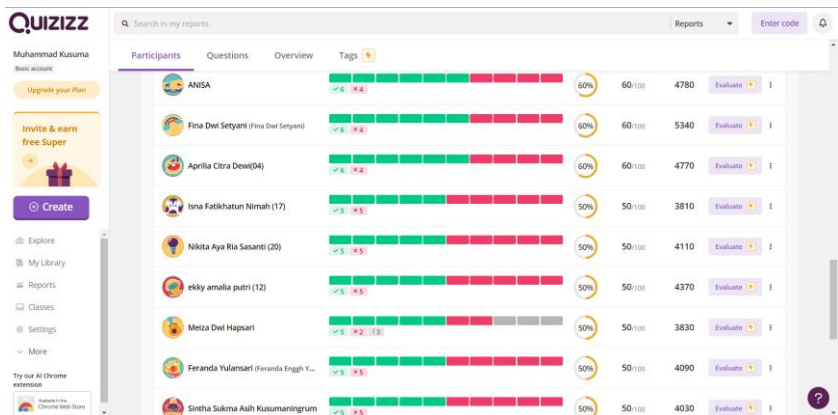 QUIZIZZ
Search in my reports
Reports
Enter code
Muhammad Kusuma
Basic account
Upgrade your Plan
Invite & earn
free Super
Create
Explore
My Library
Reports
Classes
Settings
More
Try our AI Chrome
extension
Available in the
Chrome Web Store
Participants Questions Overview Tags
ANISA 6 4 60% 60/100 4780 Evaluate
Fina Dwi Setyani (Fina Dwi Setyani) 6 4 60% 60/100 5340 Evaluate
Aprilia Citra Dewi(04) 6 4 60% 60/100 4770 Evaluate
Isna Fatikhatun Nimah (17) 5 5 50% 50/100 3810 Evaluate
Nikita Aya Ria Sasanti (20) 5 5 50% 50/100 4110 Evaluate
ekky amalia putri (12) 5 5 50% 50/100 4370 Evaluate
Meiza Dwi Hapsari 5 2 3 50% 50/100 3830 Evaluate
Feranda Yulansari (Feranda Enggh Y... 5 5 50% 50/100 4090 Evaluate
Sintha Sukma Asih Kusumaningrum 5 5 50% 50/100 4030 Evaluate
?